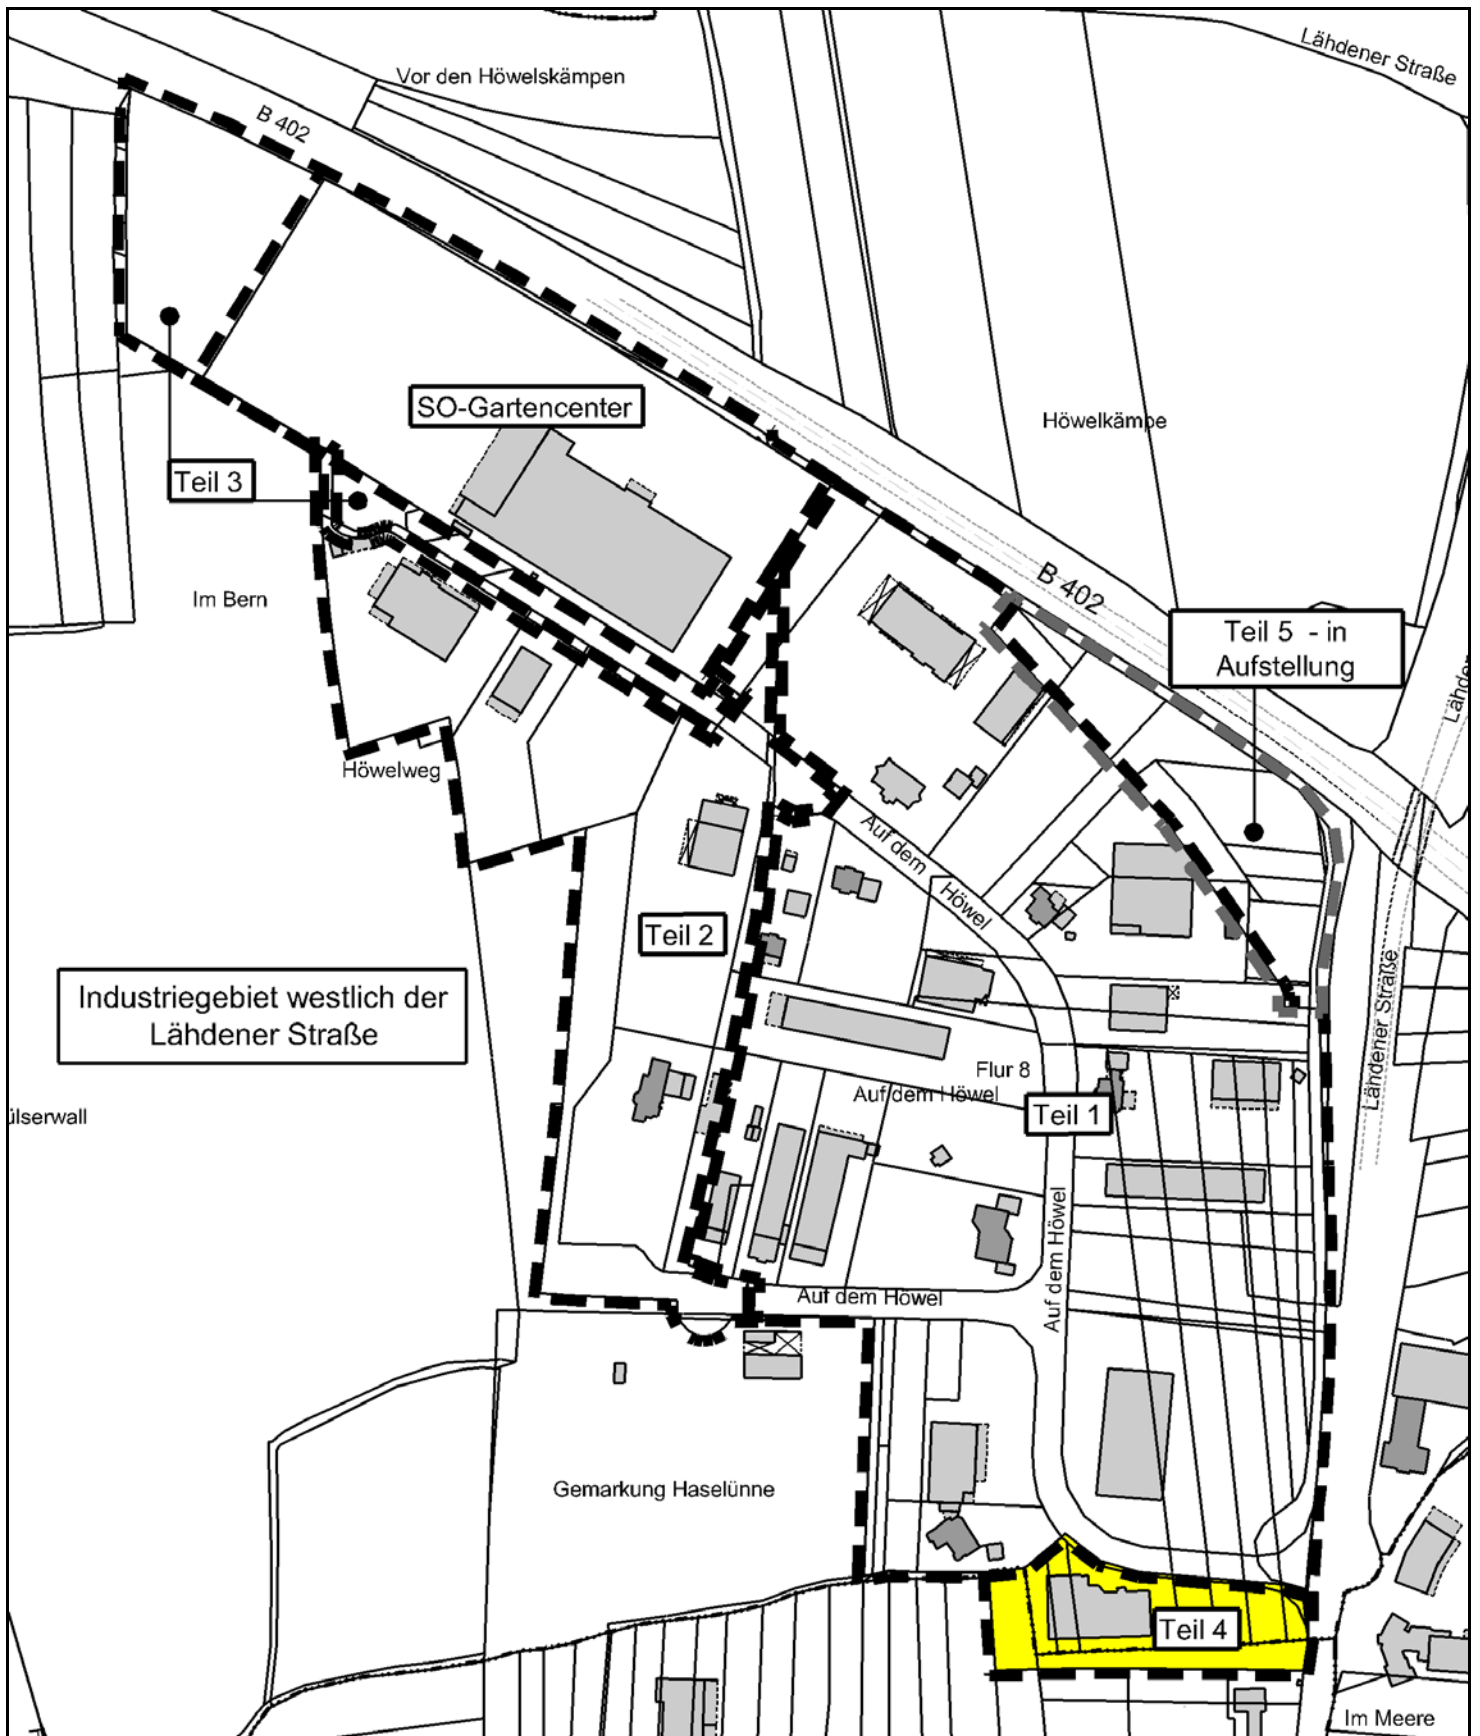 Lähdener Straße
Vor den Höwelskämpen
B 402
SO-Gartencenter
Höwelkämpe
Teil 3
B 402
Im Bern
Teil 5 - in
Aufstellung
Höwelweg
Auf dem
Höwel
Teil 2
Industriegebiet westlich der
Lähdener Straße
Lähdener Straße
Flur 8
Auf dem Höwel
Teil 1
ülserwall
Auf dem Höwel
Auf dem Höwel
Gemarkung Haselünne
Teil 4
Im Meere